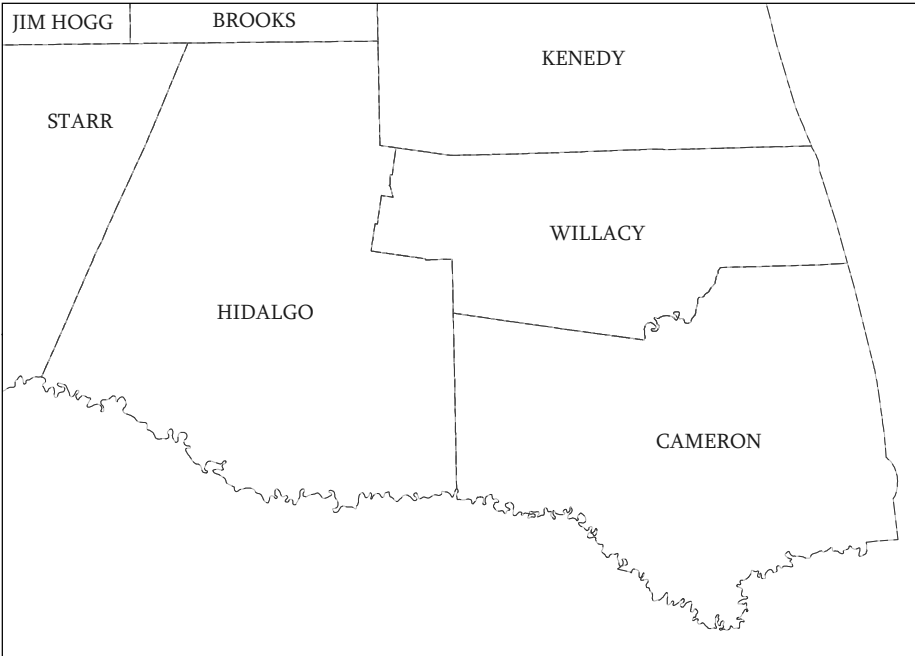 JIM HOGG
BROOKS
KENEDY
STARR
WILLACY
HIDALGO
CAMERON